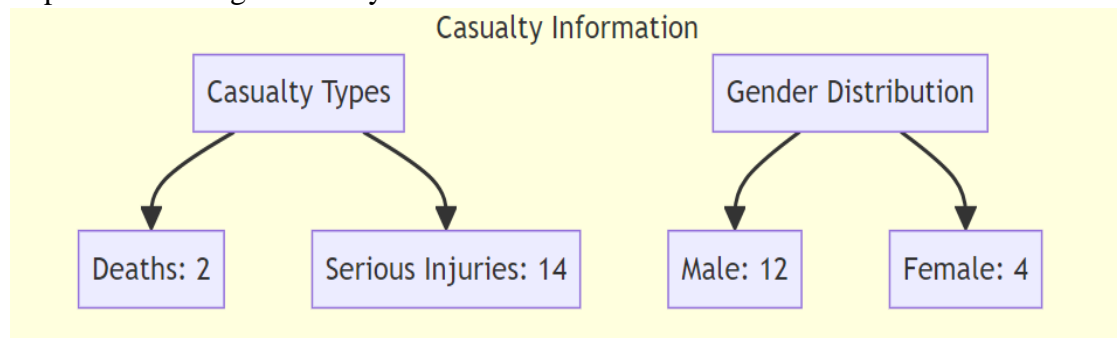 Casualty Information
Casualty Types
Gender Distribution
Deaths: 2
Serious Injuries: 14
Male: 12
Female: 4